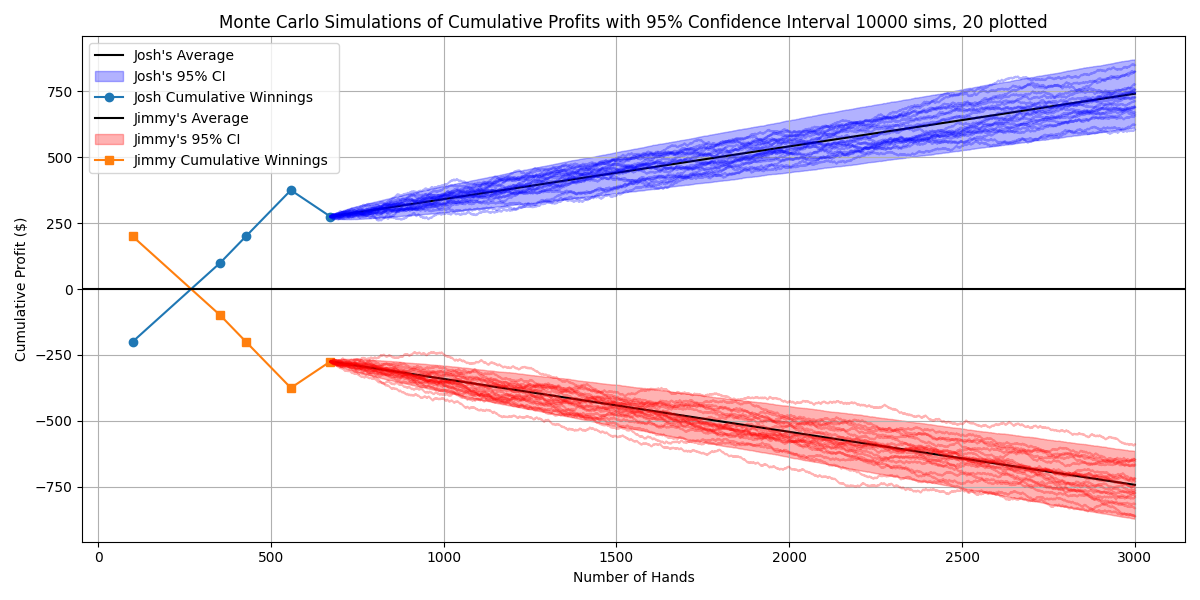 Monte Carlo Simulations of Cumulative Profits with 95% Confidence Interval 10000 sims, 20 plotted
Josh's Average
Josh's 95% CI
Josh Cumulative Winnings
Jimmy's Average
Jimmy's 95% CI
Jimmy Cumulative Winnings
Cumulative Profit ($)
750
500
250
0
−250
−500
−750
0 500 1000 1500 2000 2500 3000
Number of Hands